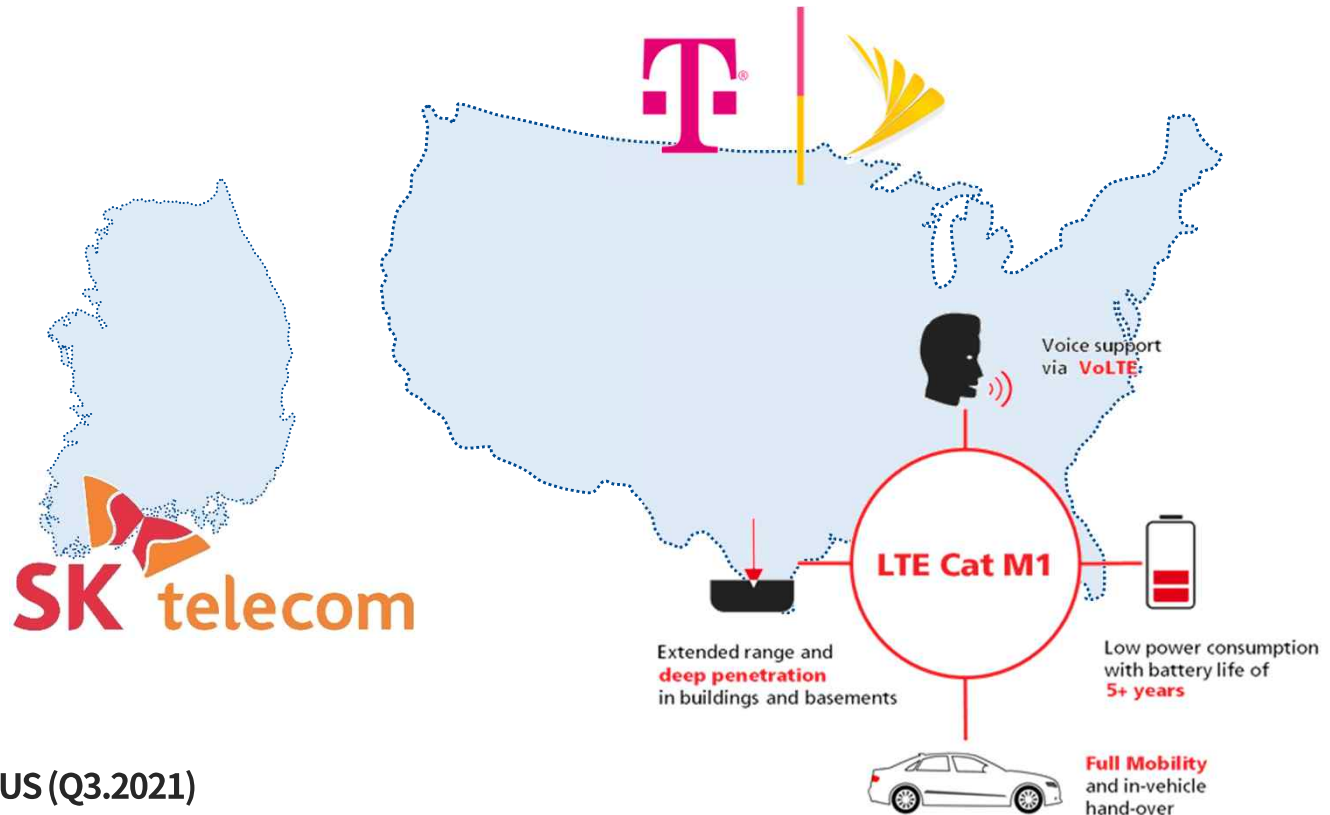 T®
Voice support
via VoLTE
LTE Cat M1
SK telecom
Extended range and
deep penetration
in buildings and basements
Low power consumption
with battery life of
5+ years
Full Mobility
and in-vehicle
hand-over
US (Q3.2021)